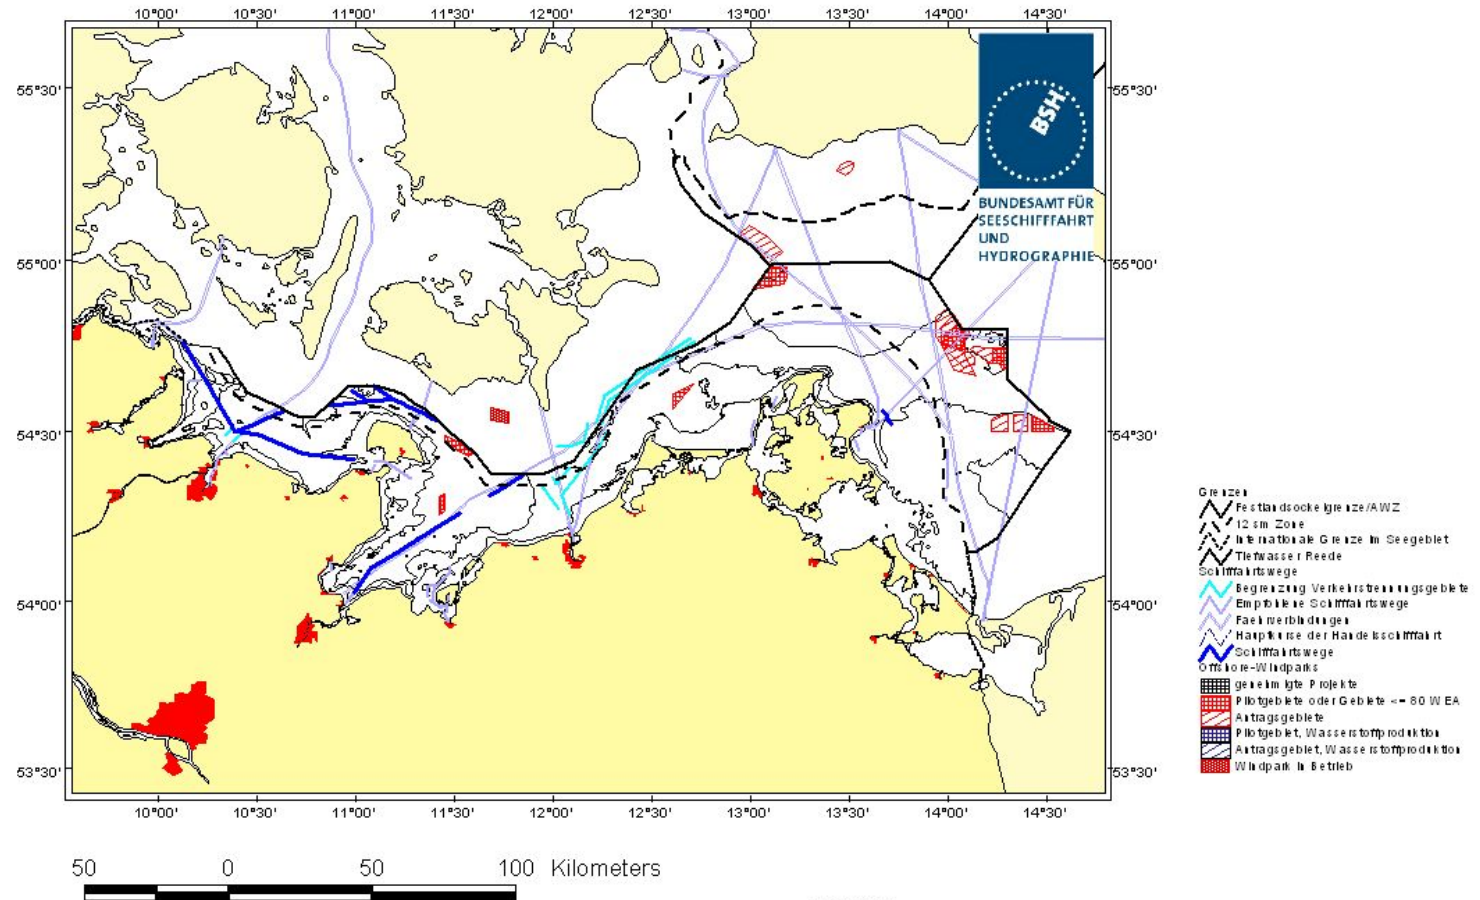 10°00' 10°30' 11°00' 11°30' 12°00' 12°30' 13°00' 13°30' 14°00' 14°30'
55°30' 55°30'
BSH
BUNDESAMT FÜR
SEESCHIFFFAHRT
UND
HYDROGRAPHIE
55°00' 55°00'
54°30' 54°30'
54°00' 54°00'
53°30' 53°30'
10°00' 10°30' 11°00' 11°30' 12°00' 12°30' 13°00' 13°30' 14°00' 14°30'
Grenzen
Festlandsockelgrenze/AWZ
12 sm Zone
Internationale Grenze im Seegebiet
Tiefwasser Reede
Schifffahrtswege
Begrenzung Verkehrstrennungsgebiete
Empfohlene Schifffahrtswege
Faehrverbindungen
Hauptkurse der Handelsschifffahrt
Schifffahrtswege
Offshore-Windparks
genehmigte Projekte
Pilotgebiete oder Gebiete <= 80 WEA
Antragsgebiete
Pilotgebiet, Wasserstoffproduktion
Antragsgebiet, Wasserstoffproduktion
Windpark in Betrieb
50 0 50 100 Kilometers